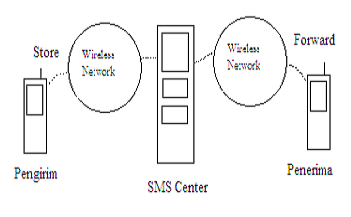 Store
Wireless
Network
Wireless
Network
Forward
Pengirim
SMS Center
Penerima